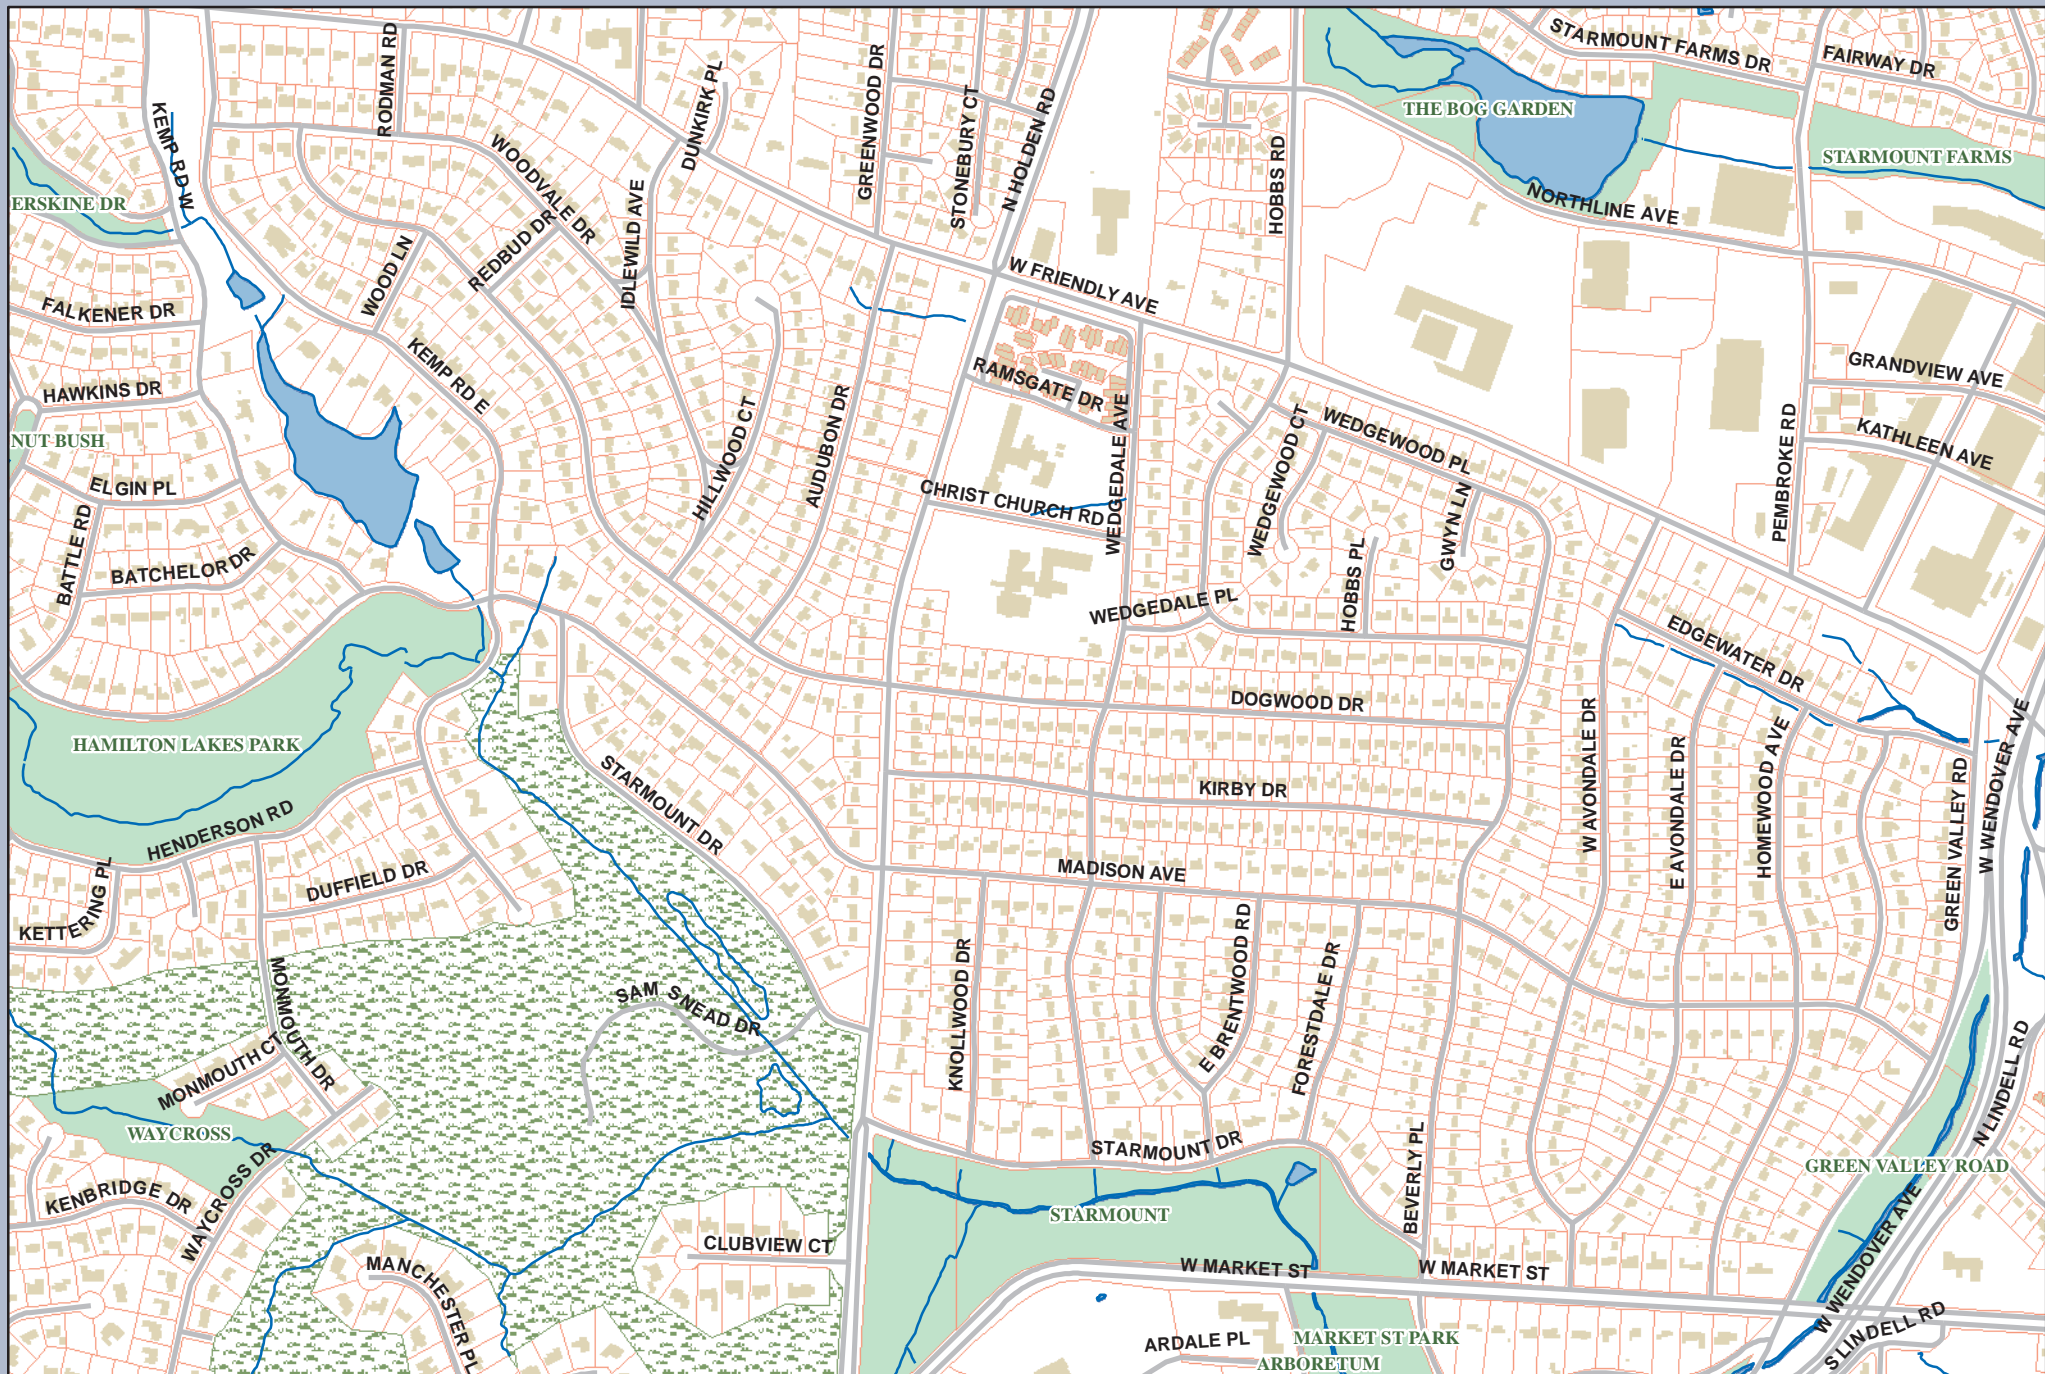 STARMOUNT FARMS DR
FAIRWAY DR
RODMAN RD
DUNKIRK PL
GREENWOOD DR
STONEBURY CT
N HOLDEN RD
THE BOG GARDEN
KEMP RD W
WOODVALE DR
HOBBS RD
STARMOUNT FARMS
ERSKINE DR
NORTHLINE AVE
REDBUD DR
IDLEWILD AVE
WOOD LN
W FRIENDLY AVE
FALKENER DR
KEMP RD E
RAMSGATE DR
GRANDVIEW AVE
HAWKINS DR
HILLWOOD CT
AUDUBON DR
WEDGEDALE AVE
WEDGEWOOD CT
WEDGEWOOD PL
PEMBROKE RD
KATHLEEN AVE
NUT BUSH
ELGIN PL
CHRIST CHURCH RD
GWYN LN
BATTLE RD
BATCHELOR DR
HOBBS PL
WEDGEDALE PL
EDGEWATER DR
DOGWOOD DR
HAMILTON LAKES PARK
W AVONDALE DR
E AVONDALE DR
HOMEWOOD AVE
GREEN VALLEY RD
W WENDOVER AVE
STARMOUNT DR
KIRBY DR
HENDERSON RD
MADISON AVE
DUFFIELD DR
KETTERING PL
E BRENTWOOD RD
KNOLLWOOD DR
FORESTDALE DR
SAM SNEAD DR
MONMOUTH DR
MONMOUTH CT
N LINDELL RD
WAYCROSS
STARMOUNT DR
BEVERLY PL
GREEN VALLEY ROAD
KENBRIDGE DR
WAYCROSS DR
STARMOUNT
CLUBVIEW CT
MANCHESTER PL
W MARKET ST
W MARKET ST
W WENDOVER AVE
S LINDELL RD
ARDALE PL
MARKET ST PARK
ARBORETUM